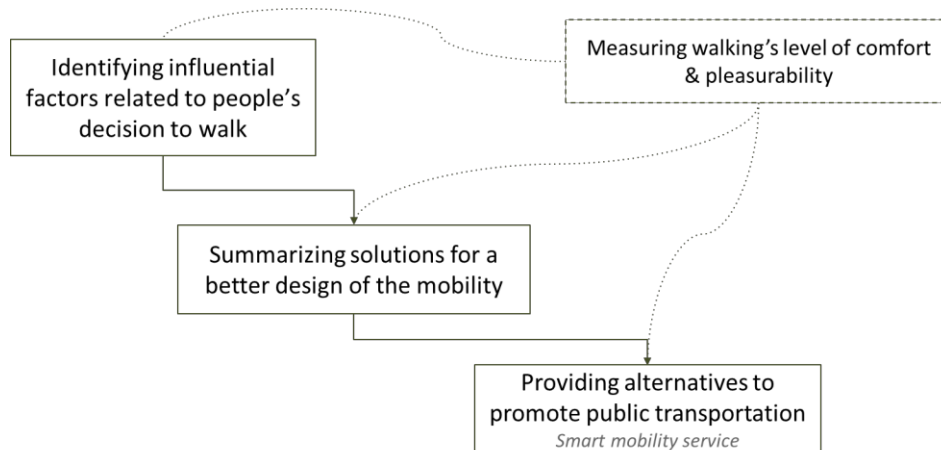 Identifying influential
factors related to people's
decision to walk
Measuring walking's level of comfort
& pleasurability
Summarizing solutions for a
better design of the mobility
Providing alternatives to
promote public transportation
Smart mobility service